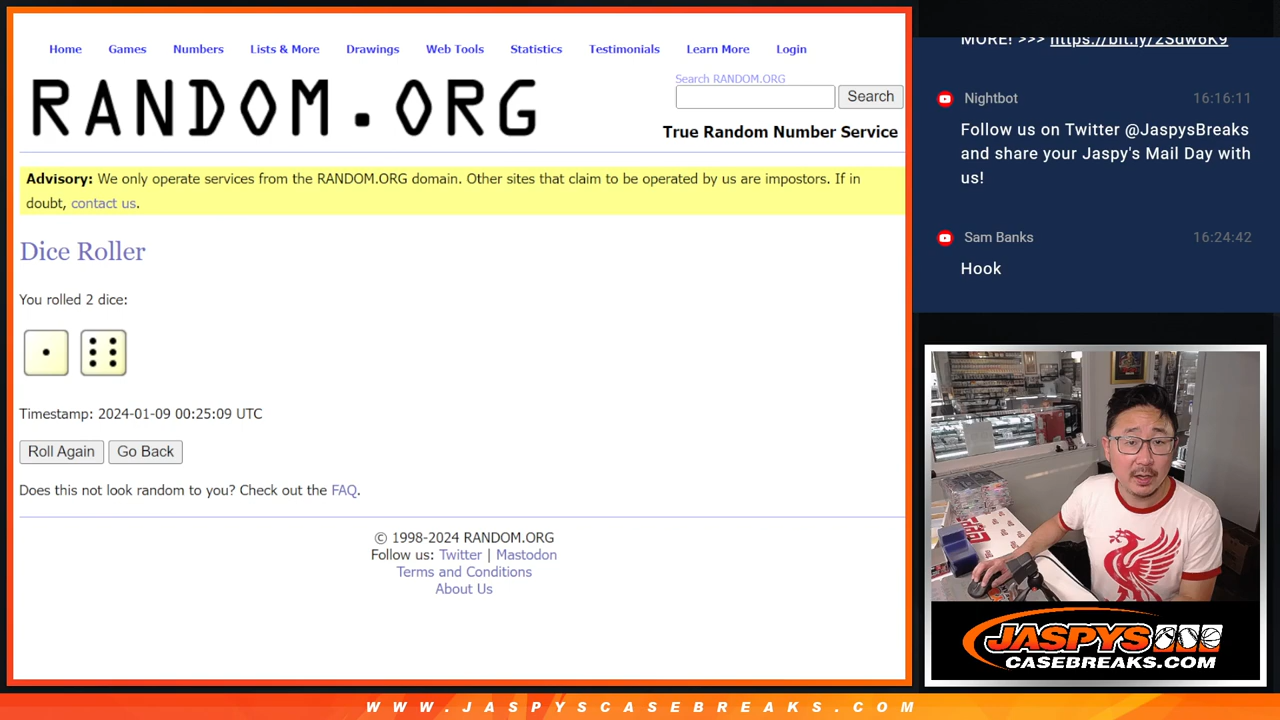 Home Games Numbers Lists & More Drawings Web Tools Statistics Testimonials Learn More Login
RANDOM.ORG
Search RANDOM.ORG
Search
True Random Number Service
Advisory: We only operate services from the RANDOM.ORG domain. Other sites that claim to be operated by us are impostors. If in
doubt, contact us.
Dice Roller
You rolled 2 dice:
Timestamp: 2024-01-09 00:25:09 UTC
Roll Again Go Back
Does this not look random to you? Check out the FAQ.
© 1998-2024 RANDOM.ORG
Follow us: Twitter | Mastodon
Terms and Conditions
About Us
MORE! >>> https://bit.ly/2Sdw6K9
Nightbot 16:16:11
Follow us on Twitter @JaspysBreaks
and share your Jaspy's Mail Day with
us!
Sam Banks 16:24:42
Hook
JASPYS
CASEBREAKS.COM
WWW.JASPYSCASEBREAKS.COM